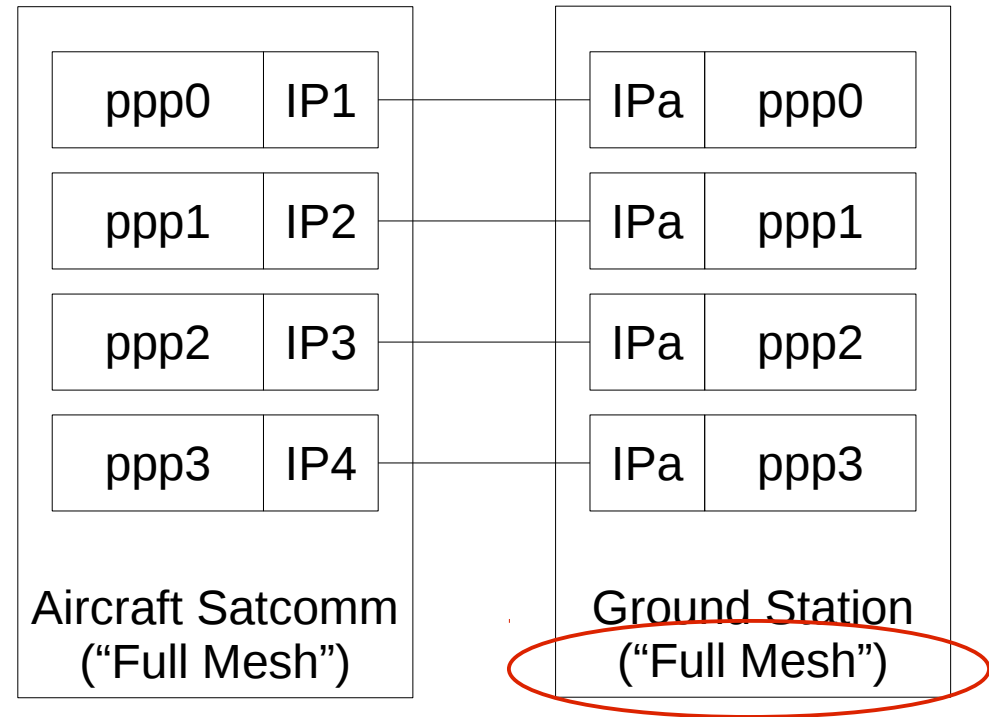 ppp0 IP1 IPa ppp0
ppp1 IP2 IPa ppp1
ppp2 IP3 IPa ppp2
ppp3 IP4 IPa ppp3
Aircraft Satcomm
(“Full Mesh”)
Ground Station
(“Full Mesh”)